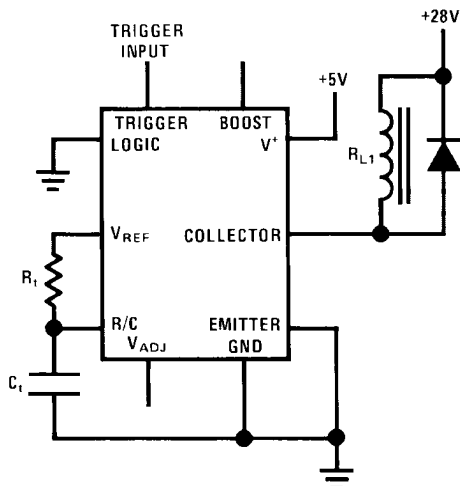 TRIGGER
INPUT
+28V
+5V
TRIGGER
BOOST
LOGIC
V+
RL1
VREF
COLLECTOR
Rt
R/C
EMITTER
VADJ
GND
Ct